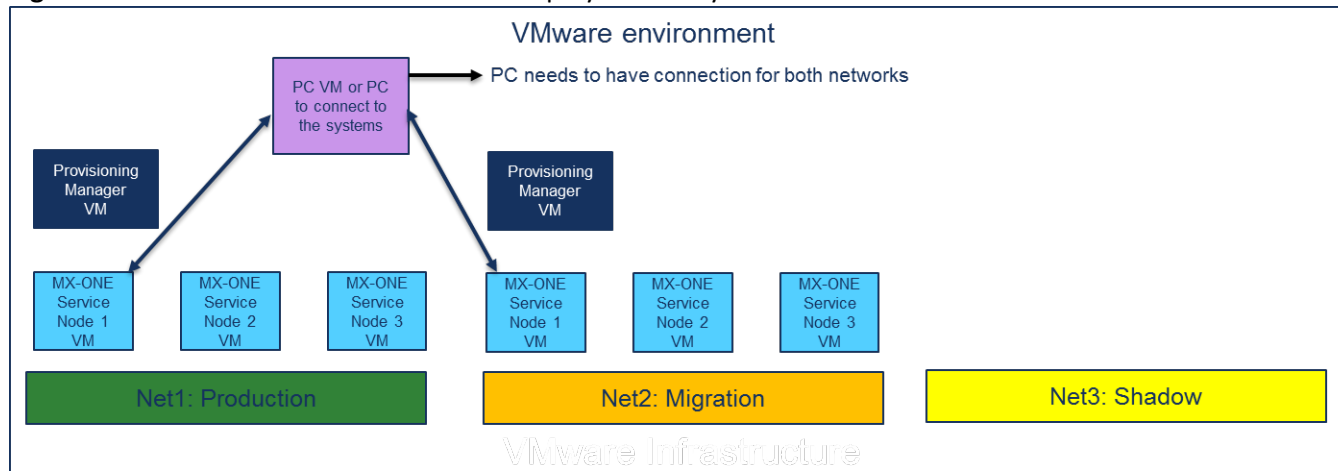 VMware environment
PC VM or PC
to connect to
the systems
PC needs to have connection for both networks
Provisioning
Manager
VM
Provisioning
Manager
VM
MX-ONE
Service
Node 1
VM
MX-ONE
Service
Node 2
VM
MX-ONE
Service
Node 3
VM
MX-ONE
Service
Node 1
VM
MX-ONE
Service
Node 2
VM
MX-ONE
Service
Node 3
VM
Net1: Production
Net2: Migration
Net3: Shadow
VMware Infrastructure